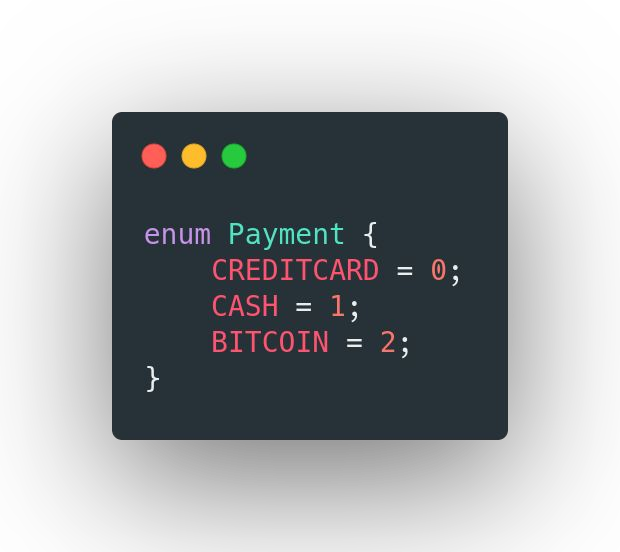 enum Payment {
    CREDITCARD = 0;
    CASH = 1;
    BITCOIN = 2;
}